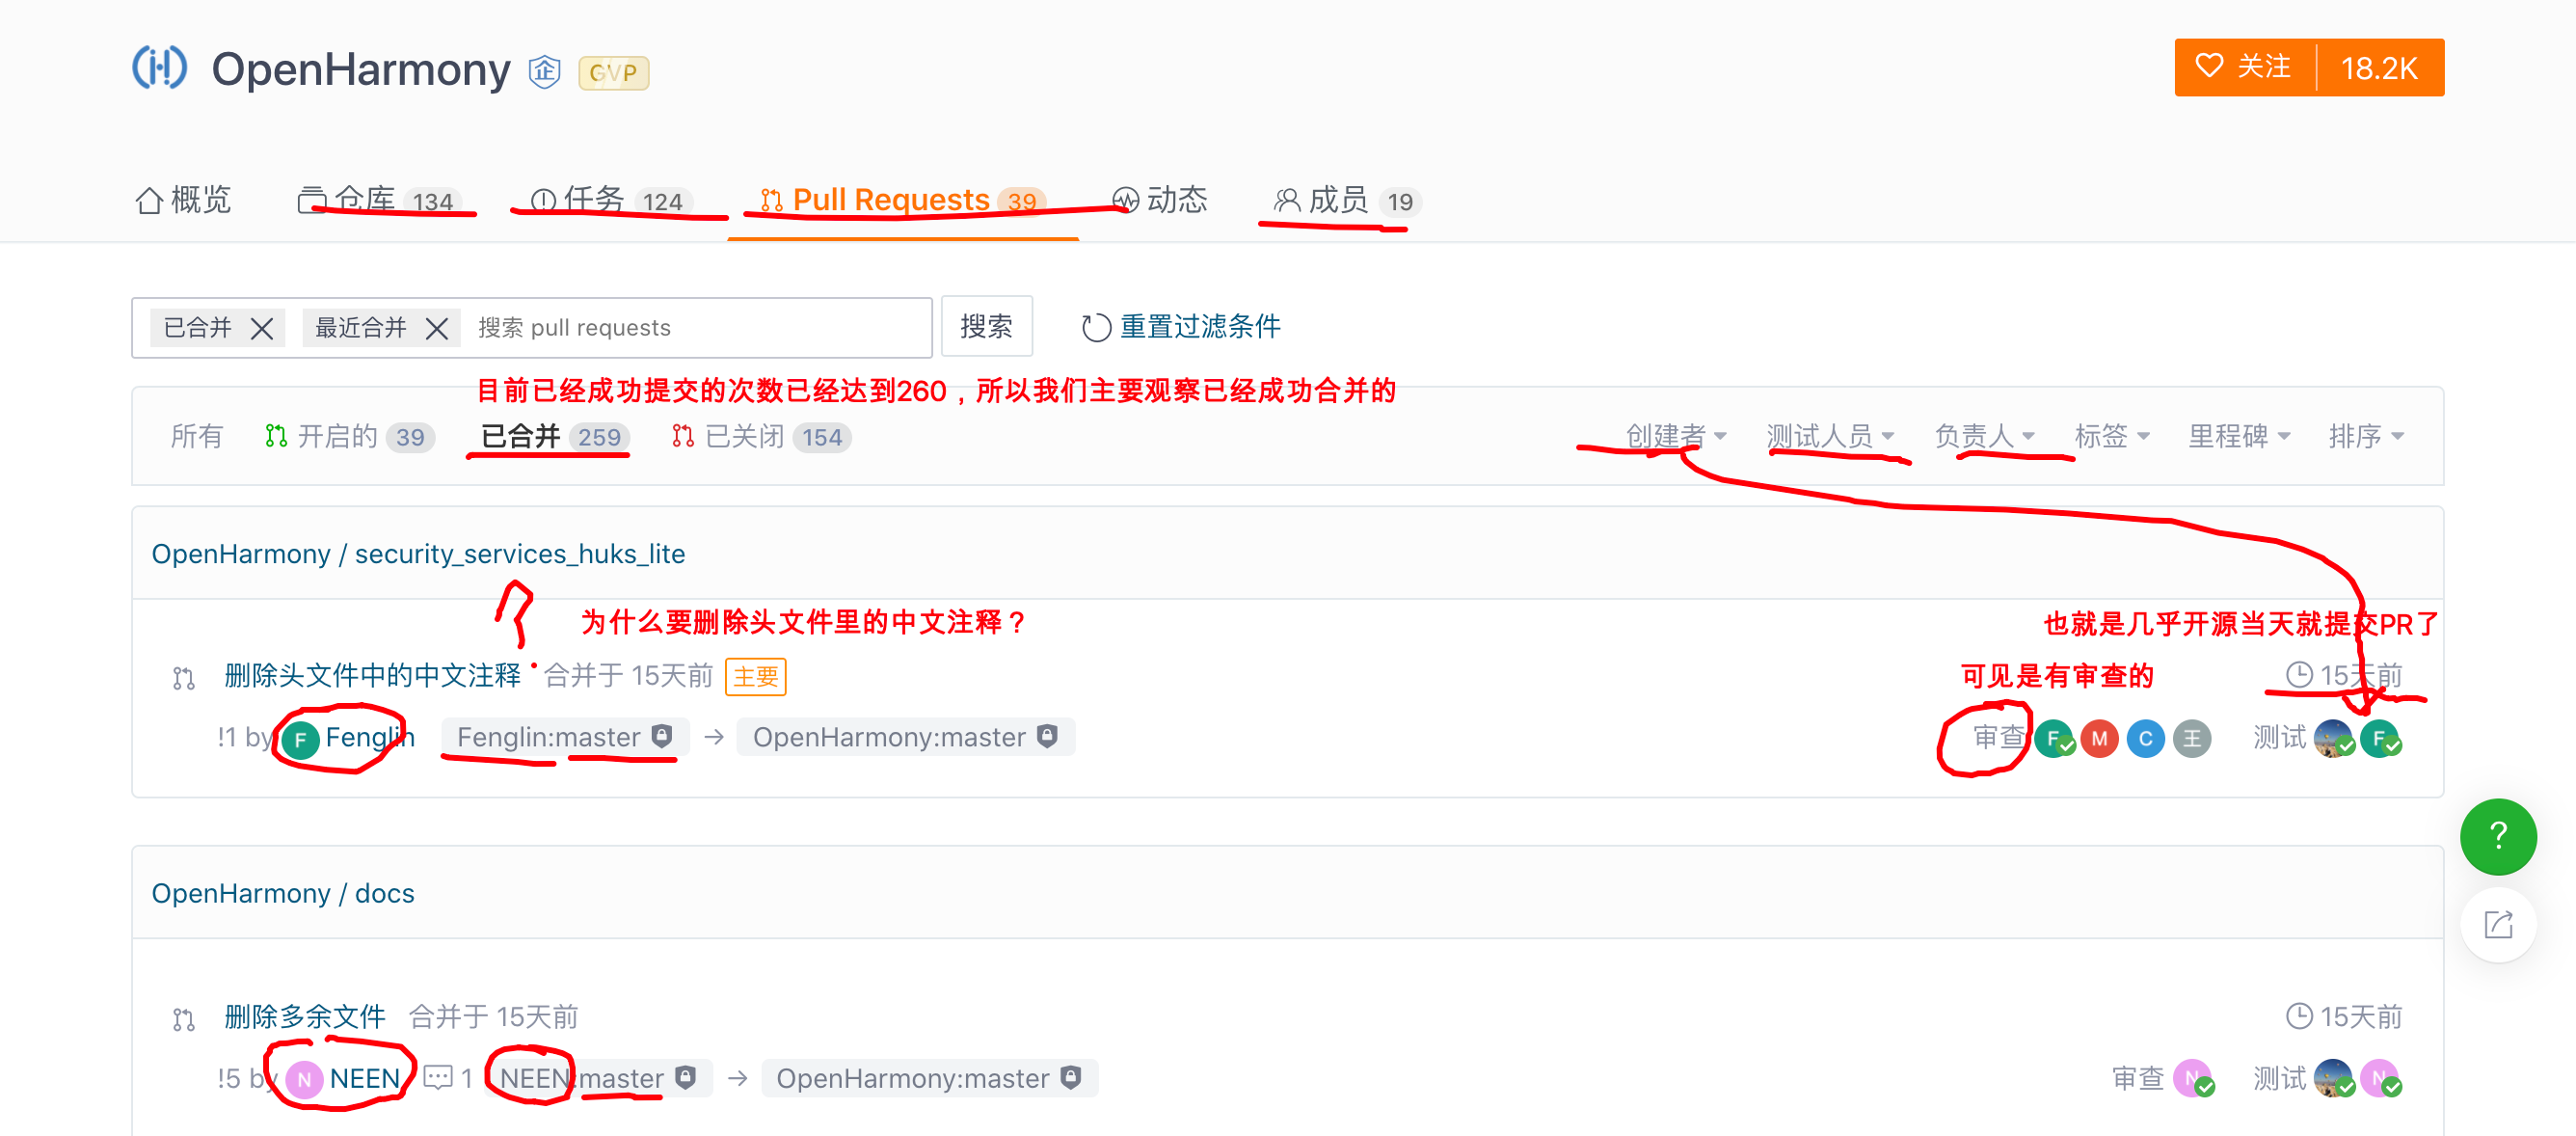 OpenHarmony 企 GVP
关注 18.2K
概览 仓库 134 任务 124 Pull Requests 39 动态 成员 19
已合并 最近合并 搜索 pull requests 搜索 重置过滤条件
目前已经成功提交的次数已经达到260，所以我们主要观察已经成功合并的
所有 开启的 39 已合并 259 已关闭 154 创建者 测试人员 负责人 标签 里程碑 排序
OpenHarmony / security_services_huks_lite
为什么要删除头文件里的中文注释？
也就是几乎开源当天就提交PR了
删除头文件中的中文注释 合并于 15天前 主要 可见是有审查的 15天前
!1 by F Fenglin Fenglin:master → OpenHarmony:master 审查 F M C 王 测试 F
?
OpenHarmony / docs
删除多余文件 合并于 15天前 15天前
!5 by N NEEN 1 NEEN:master → OpenHarmony:master 审查 N 测试 N